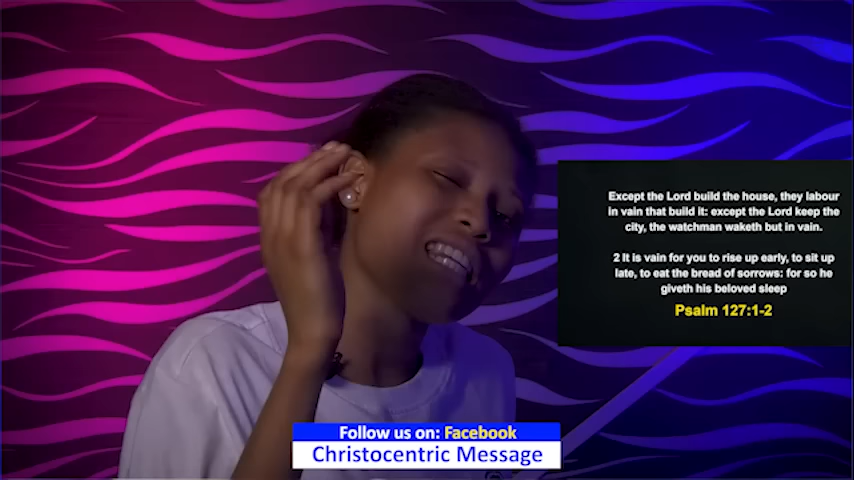 Except the Lord build the house, they labour
in vain that build it: except the Lord keep the
city, the watchman waketh but in vain.
2 It is vain for you to rise up early, to sit up
late, to eat the bread of sorrows: for so he
giveth his beloved sleep
Psalm 127:1-2
Follow us on: Facebook
Christocentric Message